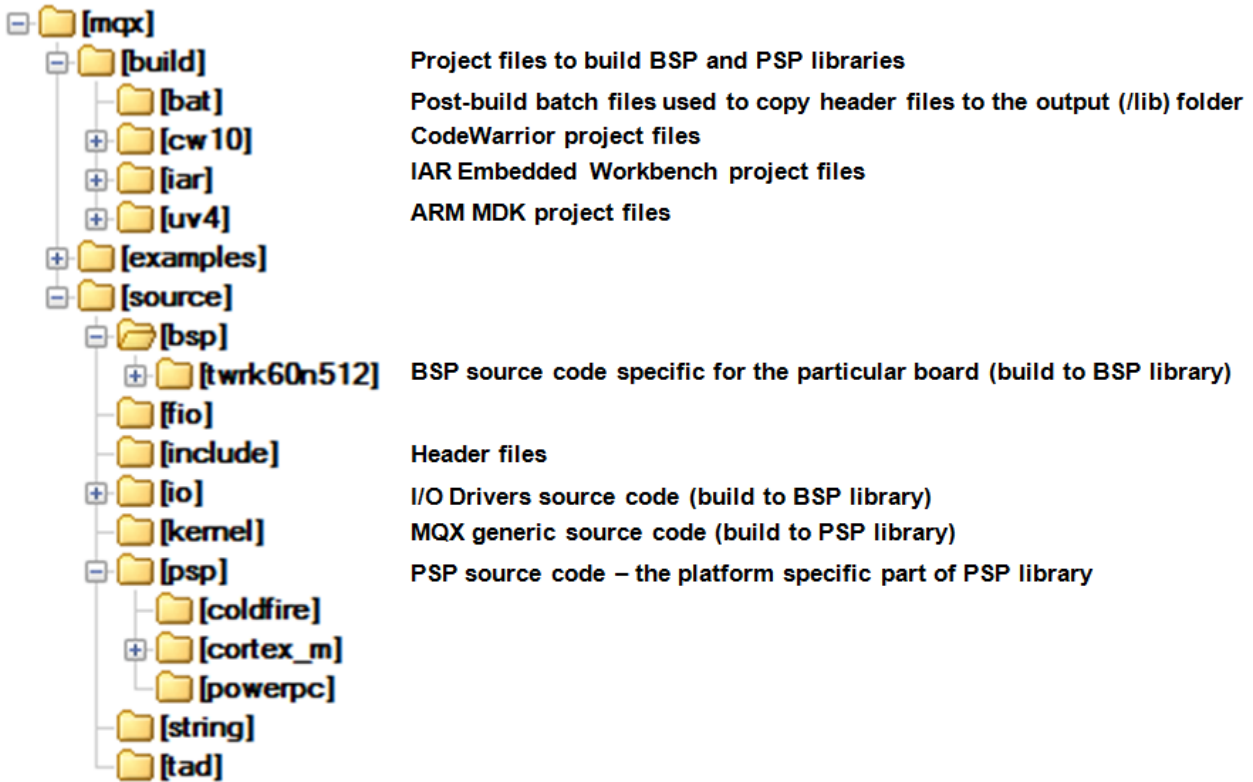 [mqx]
[build] Project files to build BSP and PSP libraries
[bat] Post-build batch files used to copy header files to the output (/lib) folder
[cw10] CodeWarrior project files
[iar] IAR Embedded Workbench project files
[uv4] ARM MDK project files
[examples]
[source]
[bsp]
[twrk60n512] BSP source code specific for the particular board (build to BSP library)
[fio]
[include] Header files
[io] I/O Drivers source code (build to BSP library)
[kernel] MQX generic source code (build to PSP library)
[psp] PSP source code – the platform specific part of PSP library
[coldfire]
[cortex_m]
[powerpc]
[string]
[tad]